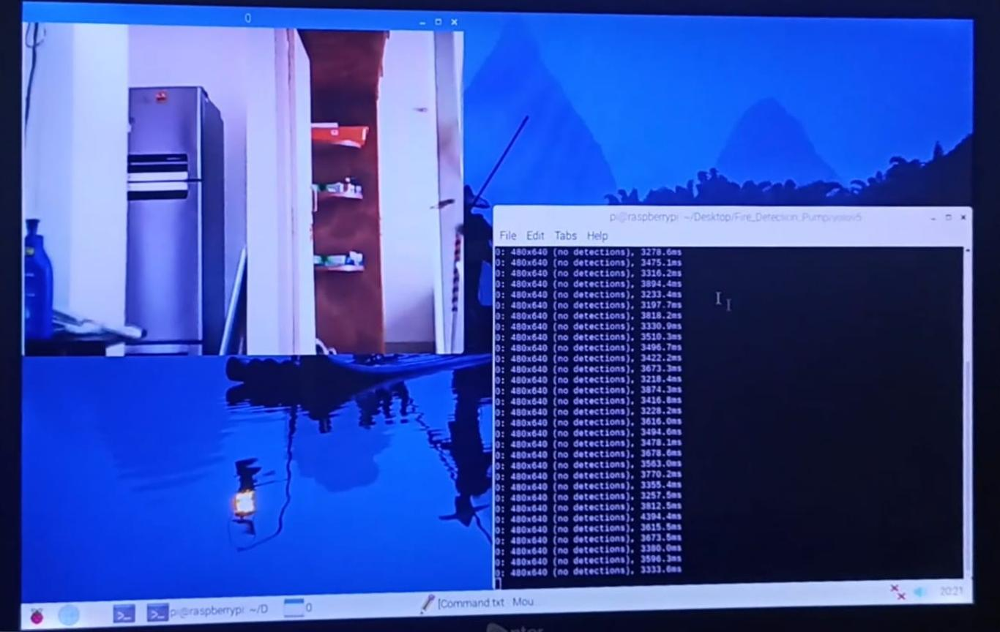 0
pi@raspberrypi: ~/Desktop/Fire_Detection_Pump/yolov5
File Edit Tabs Help
0: 480x640 (no detections), 3278.6ms
0: 480x640 (no detections), 3475.1ms
0: 480x640 (no detections), 3316.2ms
0: 480x640 (no detections), 3894.4ms
0: 480x640 (no detections), 3233.4ms
0: 480x640 (no detections), 3197.7ms
0: 480x640 (no detections), 3818.2ms
0: 480x640 (no detections), 3330.9ms
0: 480x640 (no detections), 3510.3ms
0: 480x640 (no detections), 3496.7ms
0: 480x640 (no detections), 3422.2ms
0: 480x640 (no detections), 3673.3ms
0: 480x640 (no detections), 3218.4ms
0: 480x640 (no detections), 3874.3ms
0: 480x640 (no detections), 3416.8ms
0: 480x640 (no detections), 3228.2ms
0: 480x640 (no detections), 3616.0ms
0: 480x640 (no detections), 3494.6ms
0: 480x640 (no detections), 3478.1ms
0: 480x640 (no detections), 3678.6ms
0: 480x640 (no detections), 3563.0ms
0: 480x640 (no detections), 3770.2ms
0: 480x640 (no detections), 3355.4ms
0: 480x640 (no detections), 3257.5ms
0: 480x640 (no detections), 3812.5ms
0: 480x640 (no detections), 4394.4ms
0: 480x640 (no detections), 3615.5ms
0: 480x640 (no detections), 3673.5ms
0: 480x640 (no detections), 3380.0ms
0: 480x640 (no detections), 3596.3ms
0: 480x640 (no detections), 3333.6ms
pi@raspberrypi: ~/D 0 [Command.txt - Mou... 20:21